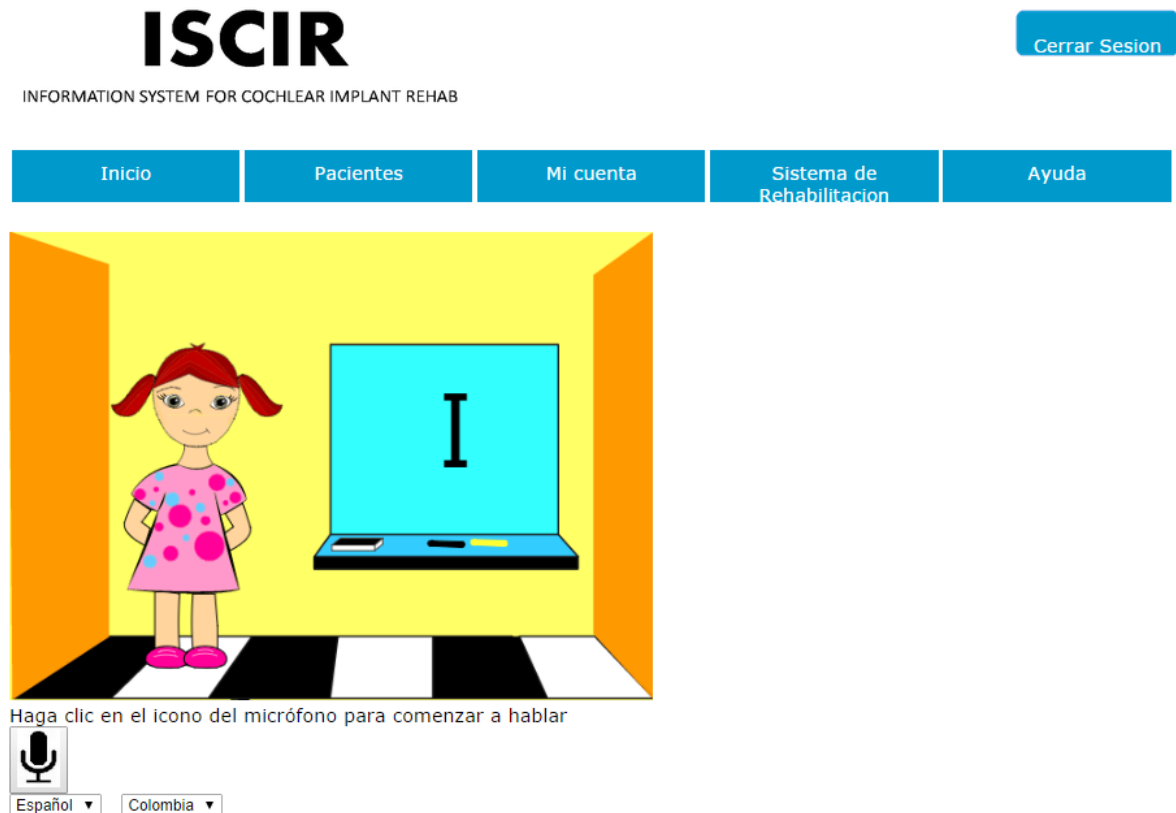 ISCIR
Cerrar Sesion
INFORMATION SYSTEM FOR COCHLEAR IMPLANT REHAB
Inicio
Pacientes
Mi cuenta
Sistema de
Rehabilitacion
Ayuda
I
Haga clic en el icono del micrófono para comenzar a hablar
Español
Colombia